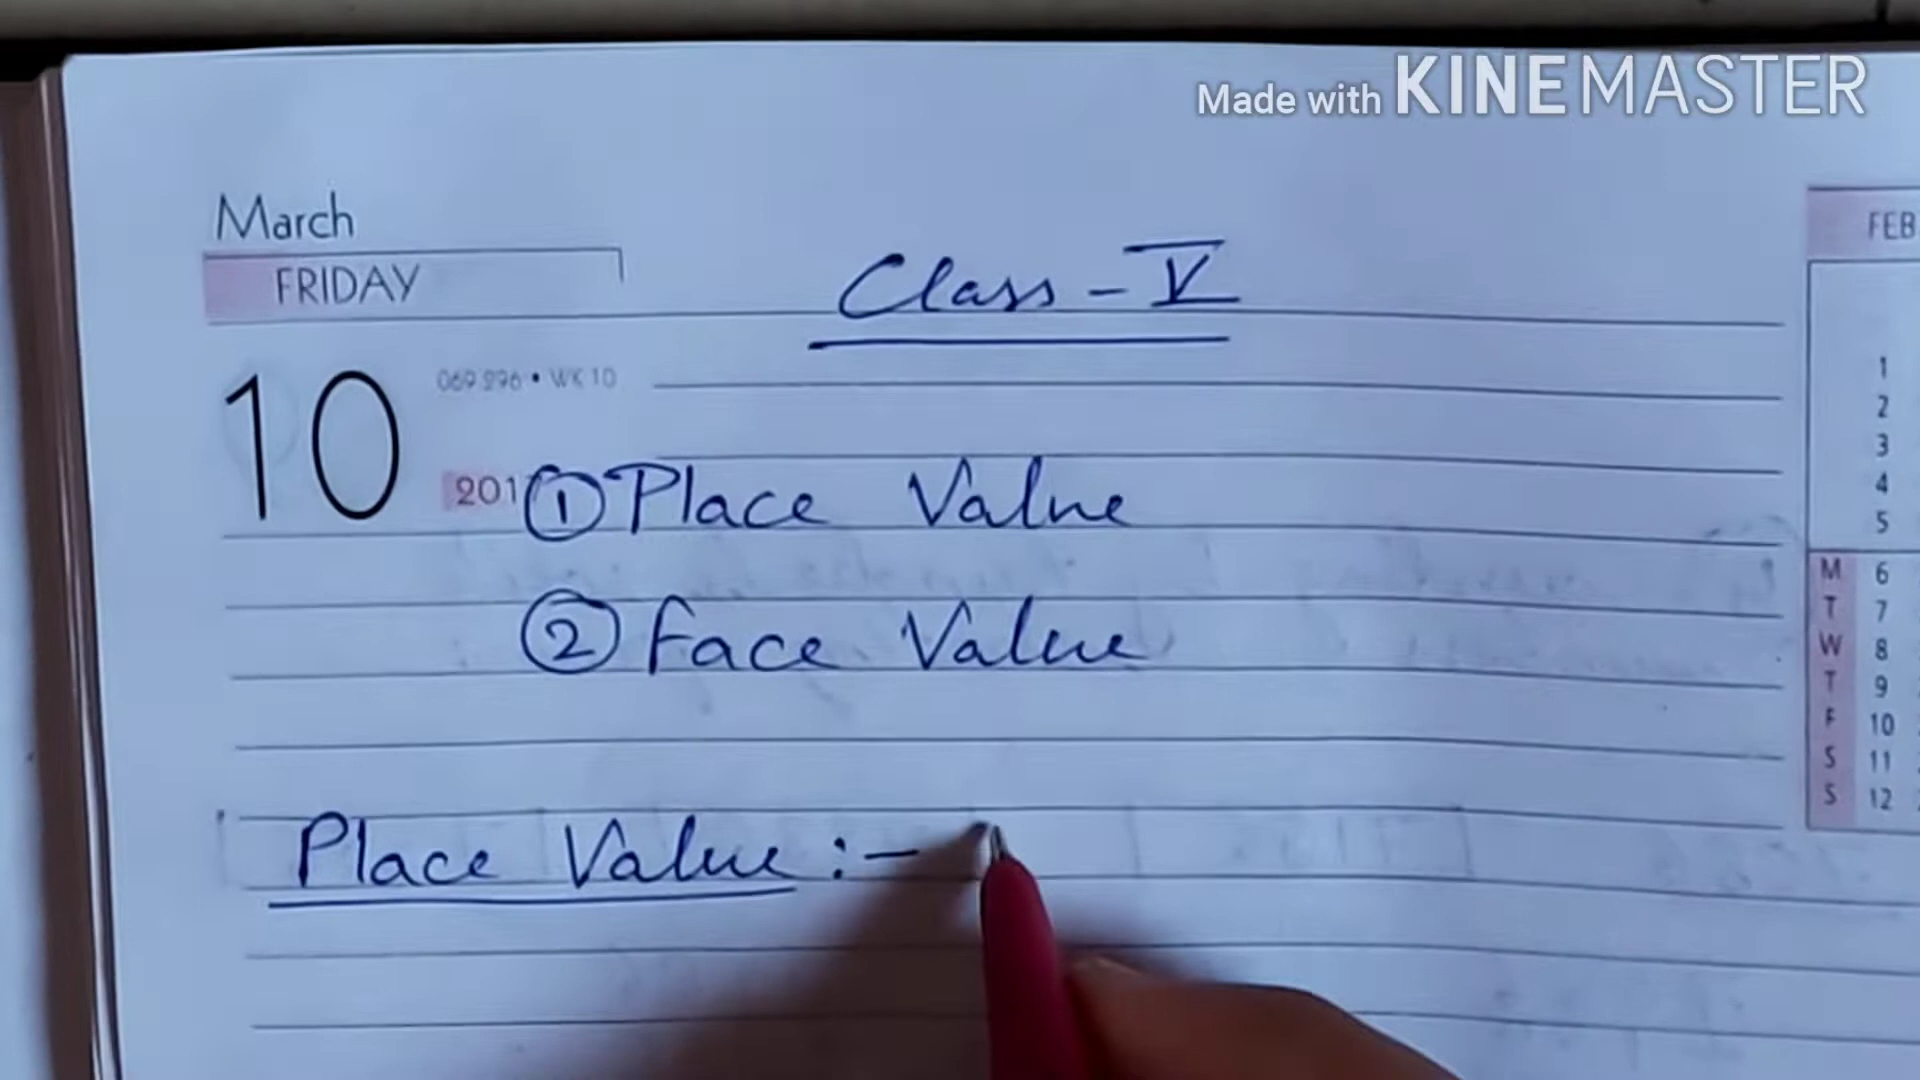 Made with KINEMASTER
March
FRIDAY
10
069 296 • WK 10
201
Class - V
① Place Value
② Face Value
Place Value :-
FEB
1
2
3
4
5
M 6
T 7
W 8
T 9
F 10
S 11
S 12